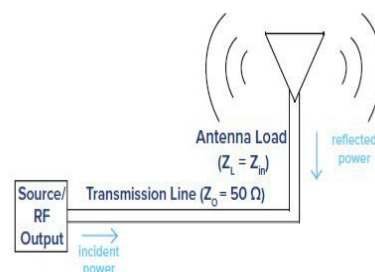 Antenna Load
(Z_L = Z_in)
reflected
power
Source/
RF
Output
Transmission Line (Z_O = 50 Ω)
incident
power